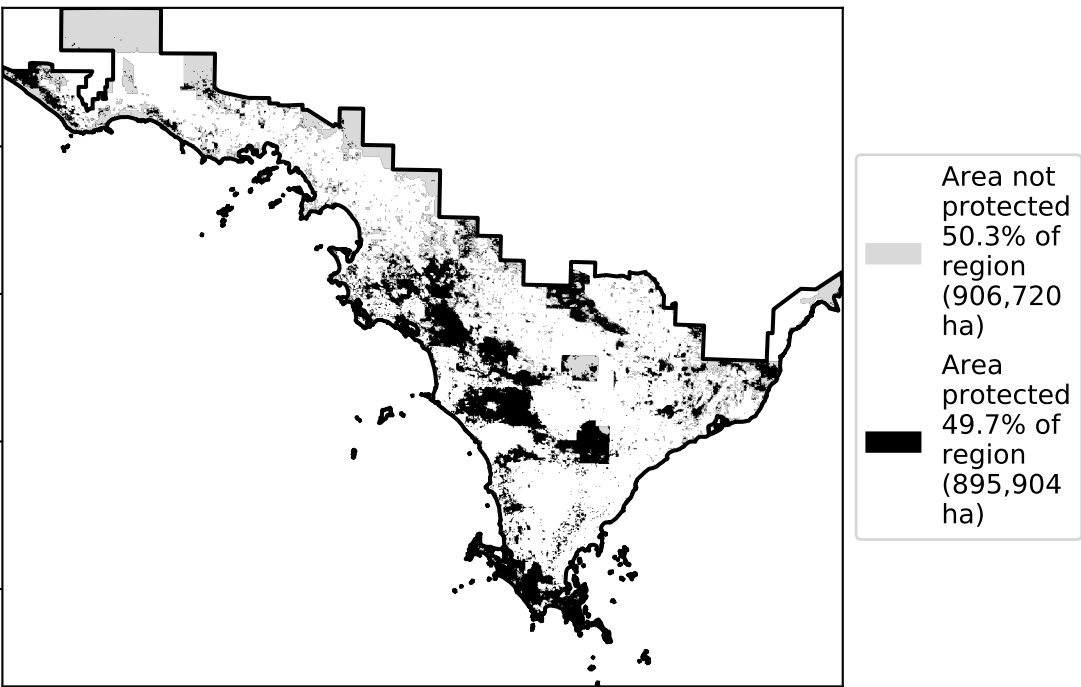 Area not
protected
50.3% of
region
(906,720
ha)
Area
protected
49.7% of
region
(895,904
ha)